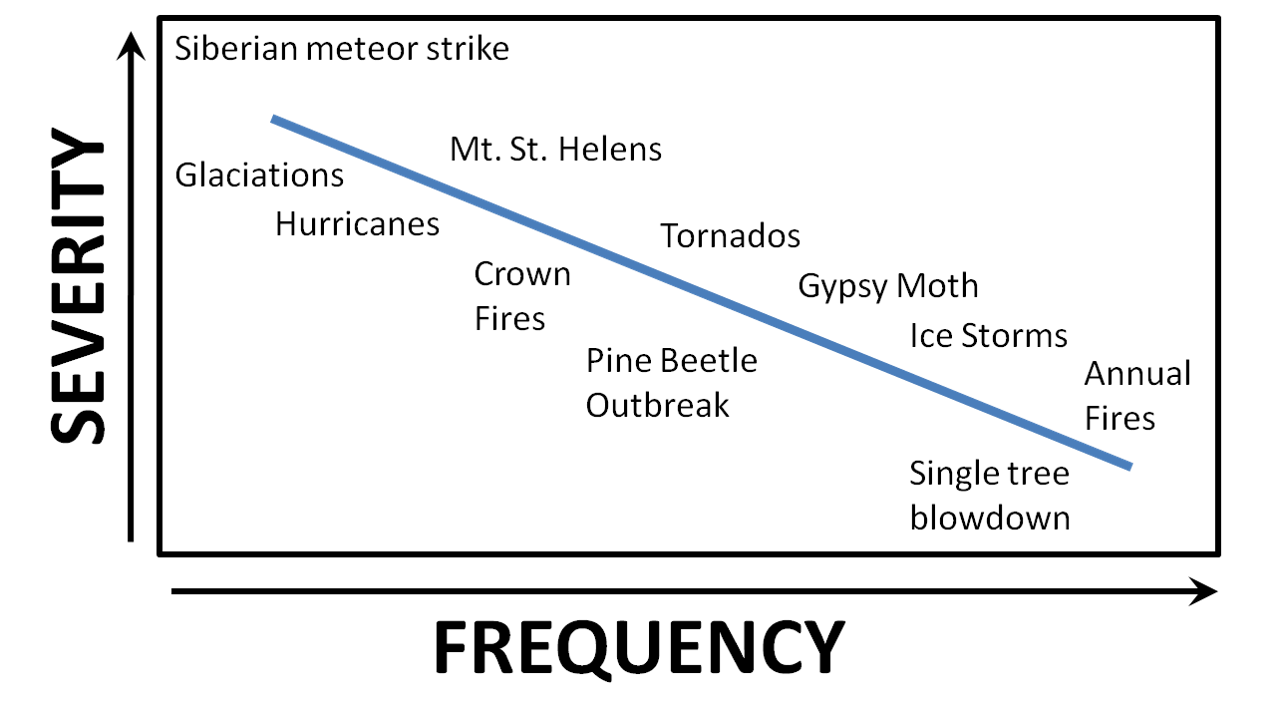 Siberian meteor strike
Mt. St. Helens
Glaciations
Hurricanes
Tornados
Crown
Fires
Gypsy Moth
Ice Storms
Pine Beetle
Outbreak
Annual
Fires
Single tree
blowdown
SEVERITY
FREQUENCY